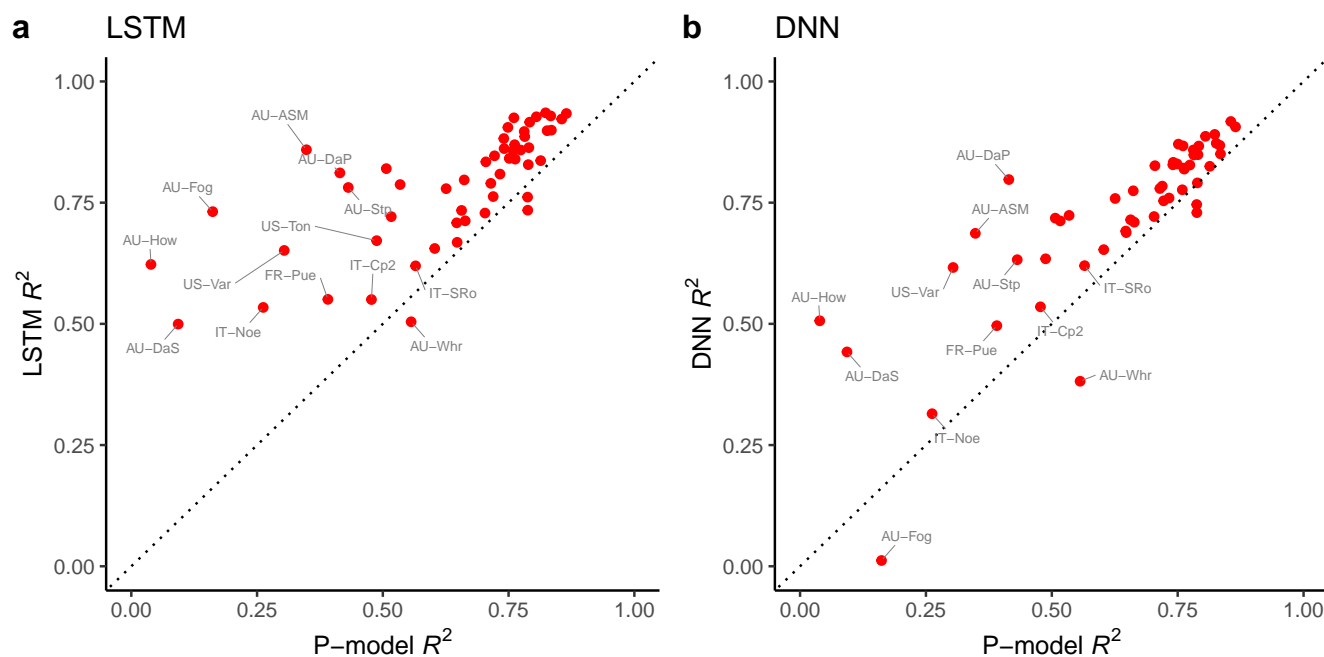 a LSTM
1.00
0.75
0.50
0.25
0.00
LSTM R²
AU−ASM
AU−DaP
AU−Fog
AU−Stp
US−Ton
AU−How
US−Var
FR−Pue
IT−Cp2
IT−SRo
IT−Noe
AU−DaS
AU−Whr
0.00 0.25 0.50 0.75 1.00
P−model R²
b DNN
1.00
0.75
0.50
0.25
0.00
DNN R²
AU−DaP
AU−ASM
US−Var
AU−Stp
IT−SRo
AU−How
IT−Cp2
FR−Pue
AU−DaS
AU−Whr
IT−Noe
AU−Fog
0.00 0.25 0.50 0.75 1.00
P−model R²